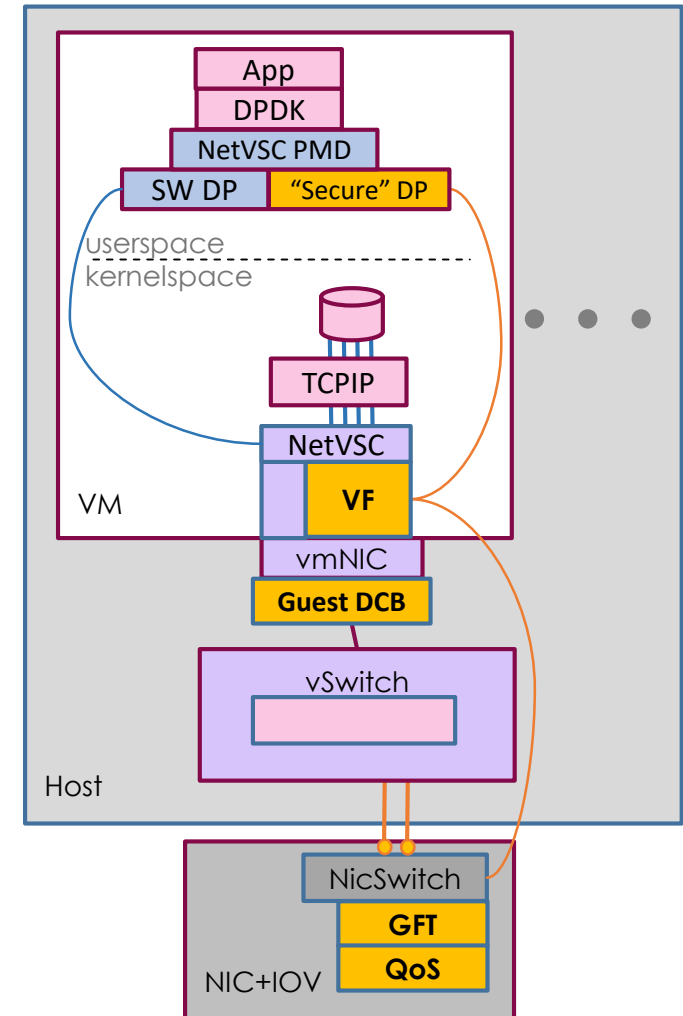 App
DPDK
NetVSC PMD
SW DP
“Secure” DP
userspace
kernelspace
TCPIP
NetVSC
VF
VM
vmNIC
Guest DCB
vSwitch
Host
NicSwitch
GFT
QoS
NIC+IOV